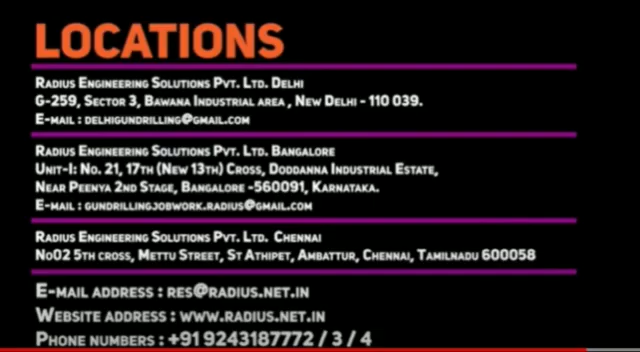 LOCATIONS
RADIUS ENGINEERING SOLUTIONS PVT. LTD. DELHI
G-259, SECTOR 3, BAWANA INDUSTRIAL AREA , NEW DELHI - 110 039.
E-MAIL : DELHIGUNDRILLING@GMAIL.COM
RADIUS ENGINEERING SOLUTIONS PVT. LTD. BANGALORE
UNIT-I: NO. 21, 17TH (NEW 13TH) CROSS, DODDANNA INDUSTRIAL ESTATE,
NEAR PEENYA 2ND STAGE, BANGALORE -560091, KARNATAKA.
E-MAIL : GUNDRILLINGJOBWORK.RADIUS@GMAIL.COM
RADIUS ENGINEERING SOLUTIONS PVT. LTD. CHENNAI
NO02 5TH CROSS, METTU STREET, ST ATHIPET, AMBATTUR, CHENNAI, TAMILNADU 600058
E-MAIL ADDRESS : RES@RADIUS.NET.IN
WEBSITE ADDRESS : WWW.RADIUS.NET.IN
PHONE NUMBERS : +91 9243187772 / 3 / 4